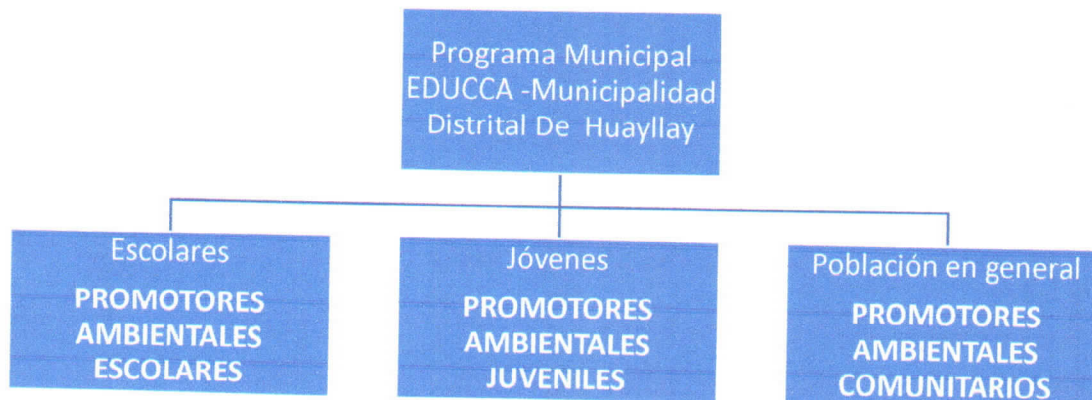 Programa Municipal
EDUCCA -Municipalidad
Distrital De Huayllay
Escolares
PROMOTORES
AMBIENTALES
ESCOLARES
Jóvenes
PROMOTORES
AMBIENTALES
JUVENILES
Población en general
PROMOTORES
AMBIENTALES
COMUNITARIOS